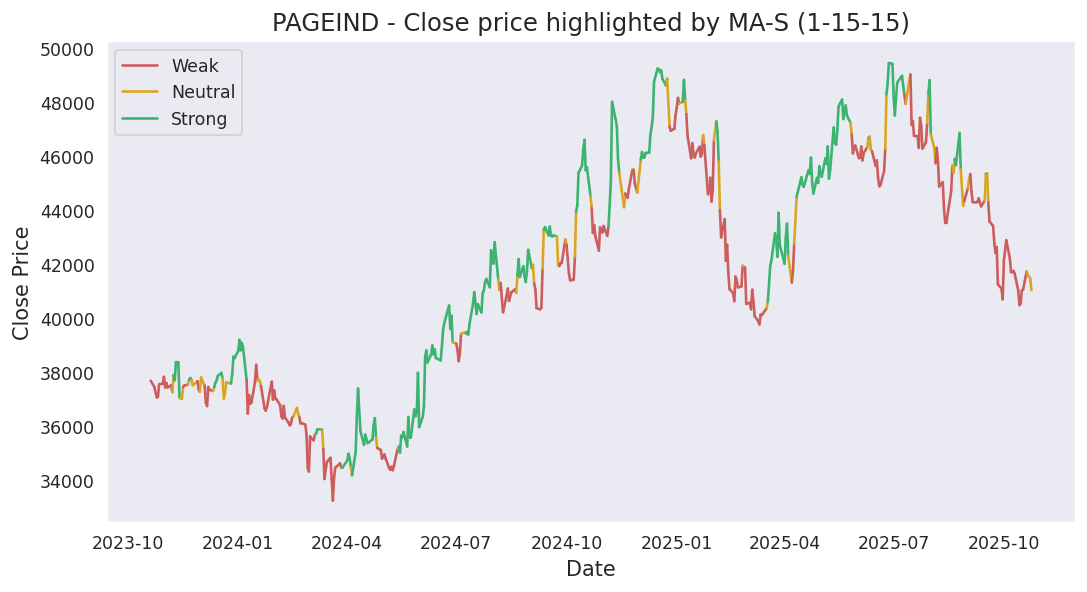 PAGEIND - Close price highlighted by MA-S (1-15-15)
Weak
Neutral
Strong
Close Price
50000
48000
46000
44000
42000
40000
38000
36000
34000
2023-10 2024-01 2024-04 2024-07 2024-10 2025-01 2025-04 2025-07 2025-10
Date